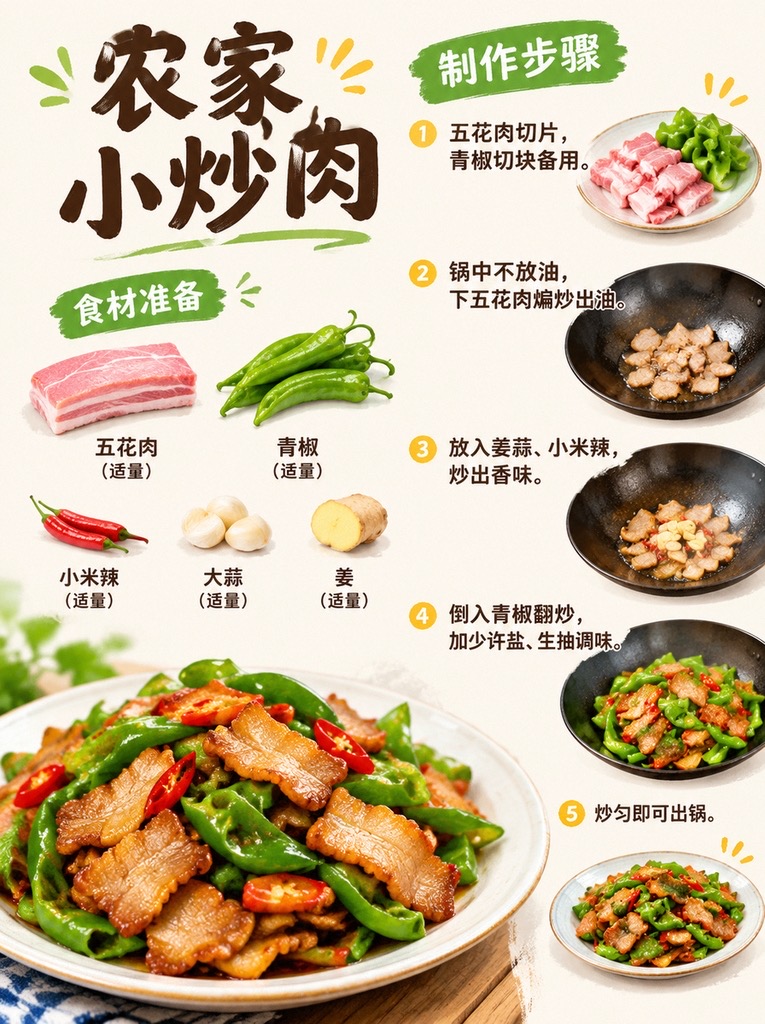 农家
小炒肉
食材准备
五花肉
（适量）
青椒
（适量）
小米辣
（适量）
大蒜
（适量）
姜
（适量）
制作步骤
1 五花肉切片，
青椒切块备用。
2 锅中不放油，
下五花肉煸炒出油。
3 放入姜蒜、小米辣，
炒出香味。
4 倒入青椒翻炒，
加少许盐、生抽调味。
5 炒匀即可出锅。